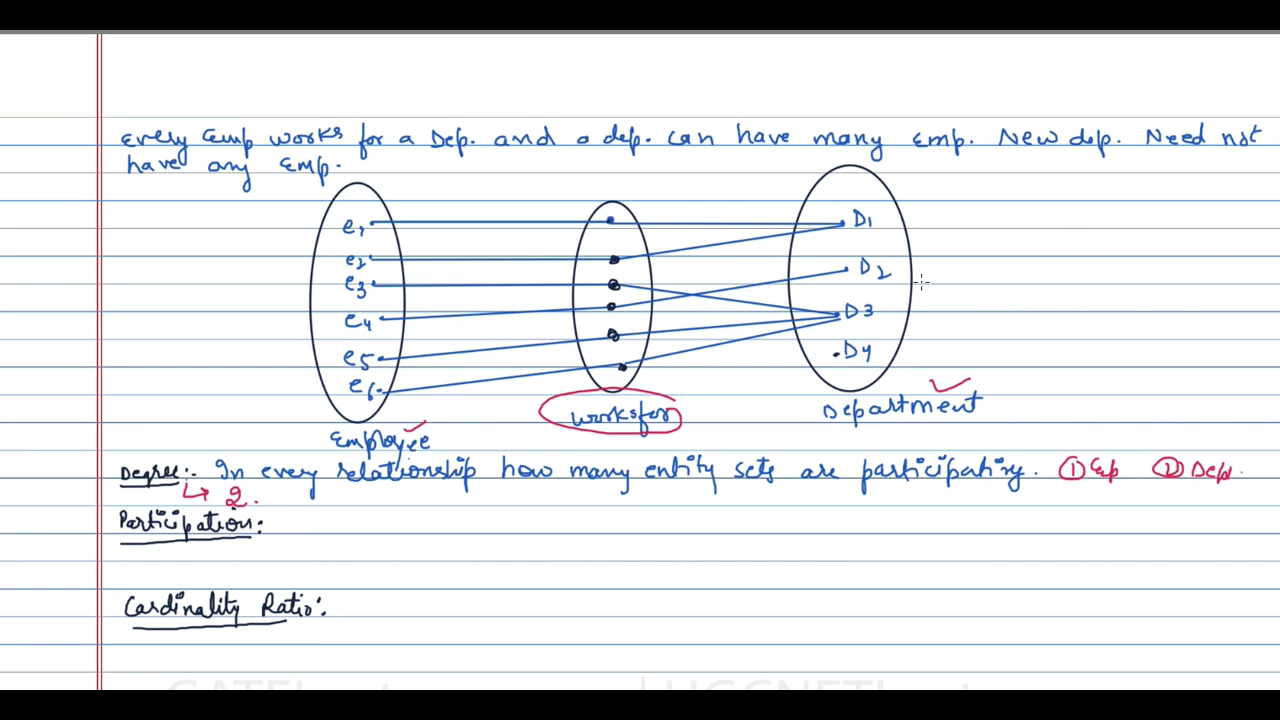 Every Emp works for a Dep. and a dep. can have many Emp. New dep. Need not
have any Emp.
e1 D1
e2 D2
e3
e4 D3
e5 D4
e6
Employee worksfor Department
Degree:- In every relationship how many entity sets are participating. ① Ep ② Dep.
↳ 2.
Participation:
Cardinality Ratio: